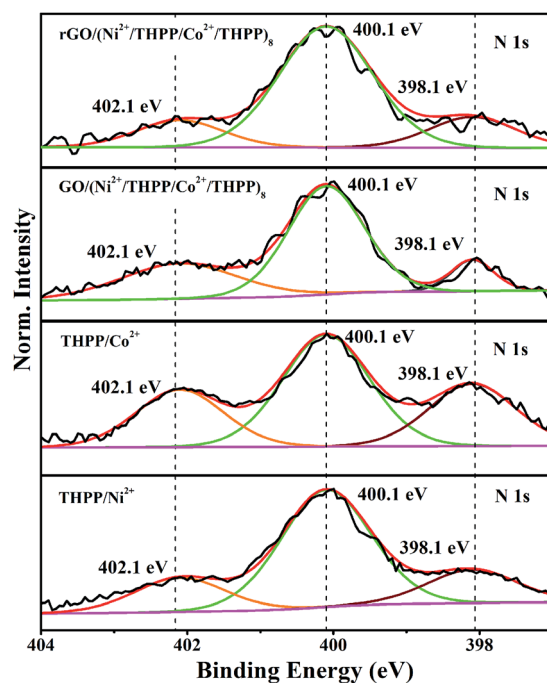 rGO/(Ni²⁺/THPP/Co²⁺/THPP)₈
400.1 eV
N 1s
402.1 eV
398.1 eV
GO/(Ni²⁺/THPP/Co²⁺/THPP)₈
400.1 eV
N 1s
402.1 eV
398.1 eV
THPP/Co²⁺
400.1 eV
N 1s
402.1 eV
398.1 eV
THPP/Ni²⁺
400.1 eV
N 1s
402.1 eV
398.1 eV
Norm. Intensity
404 402 400 398
Binding Energy (eV)